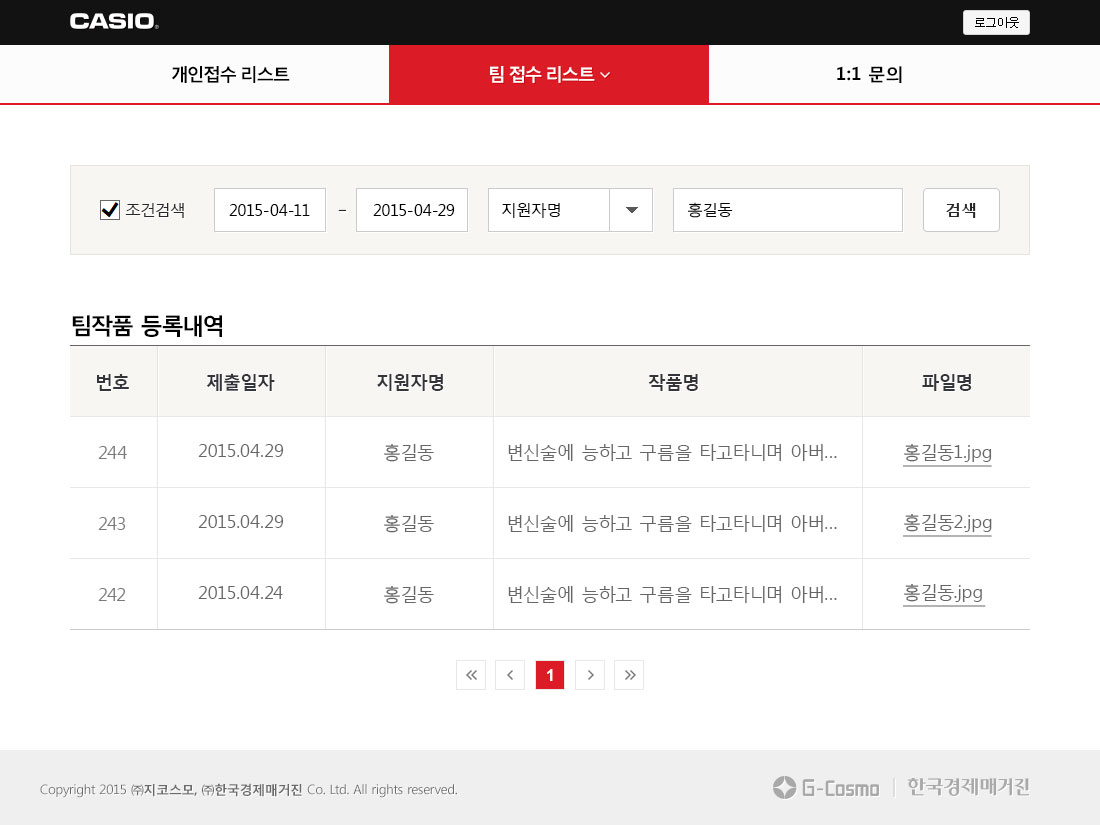 CASIO
로그아웃
개인접수 리스트 팀 접수 리스트 1:1 문의
조건검색 2015-04-11 - 2015-04-29 지원자명 홍길동 검색
팀작품 등록내역
번호 제출일자 지원자명 작품명 파일명
244 2015.04.29 홍길동 변신술에 능하고 구름을 타고타니며 아버... 홍길동1.jpg
243 2015.04.29 홍길동 변신술에 능하고 구름을 타고타니며 아버... 홍길동2.jpg
242 2015.04.24 홍길동 변신술에 능하고 구름을 타고타니며 아버... 홍길동.jpg
« < 1 > »
Copyright 2015 ㈜지코스모, ㈜한국경제매거진 Co. Ltd. All rights reserved. G-Cosmo | 한국경제매거진